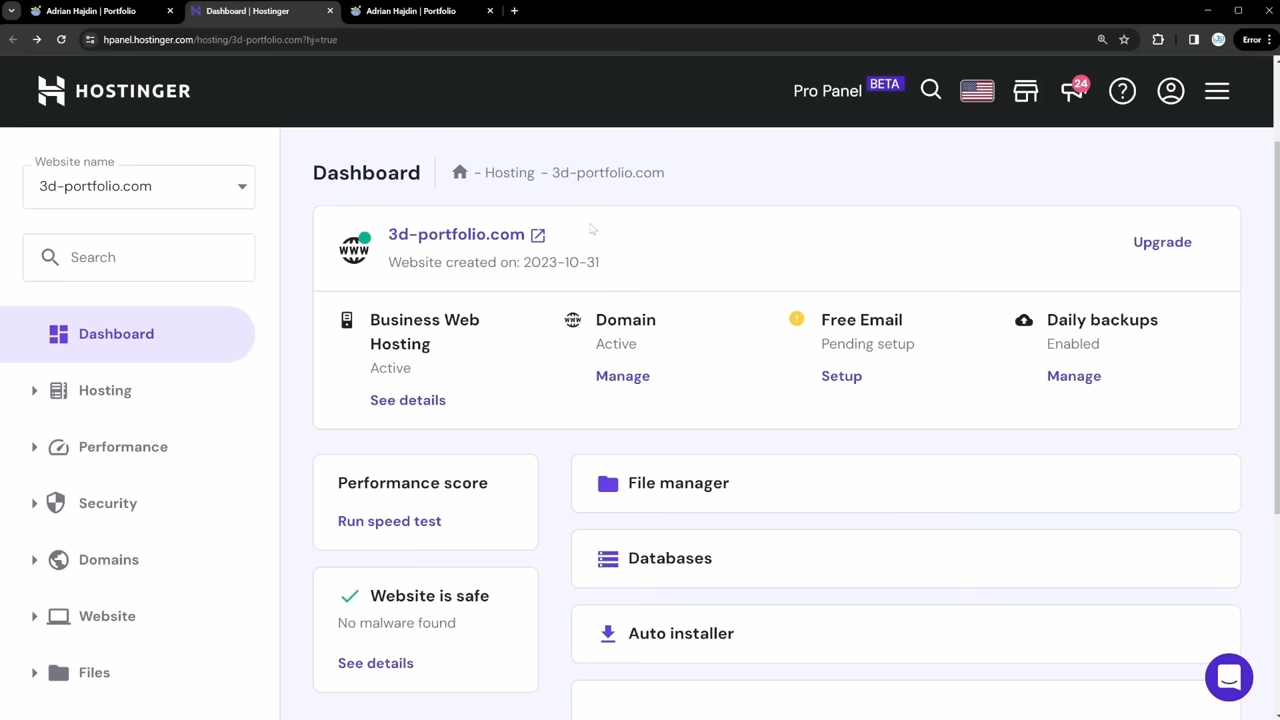 Adrian Hajdin | Portfolio
Dashboard | Hostinger
Adrian Hajdin | Portfolio
hpanel.hostinger.com/hosting/3d-portfolio.com?hj=true
Error
HOSTINGER
Pro Panel BETA
24
Website name
3d-portfolio.com
Search
Dashboard
Hosting
Performance
Security
Domains
Website
Files
Dashboard
- Hosting - 3d-portfolio.com
WWW
3d-portfolio.com
Website created on: 2023-10-31
Upgrade
Business Web
Hosting
Active
See details
WWW
Domain
Active
Manage
Free Email
Pending setup
Setup
Daily backups
Enabled
Manage
Performance score
Run speed test
Website is safe
No malware found
See details
File manager
Databases
Auto installer